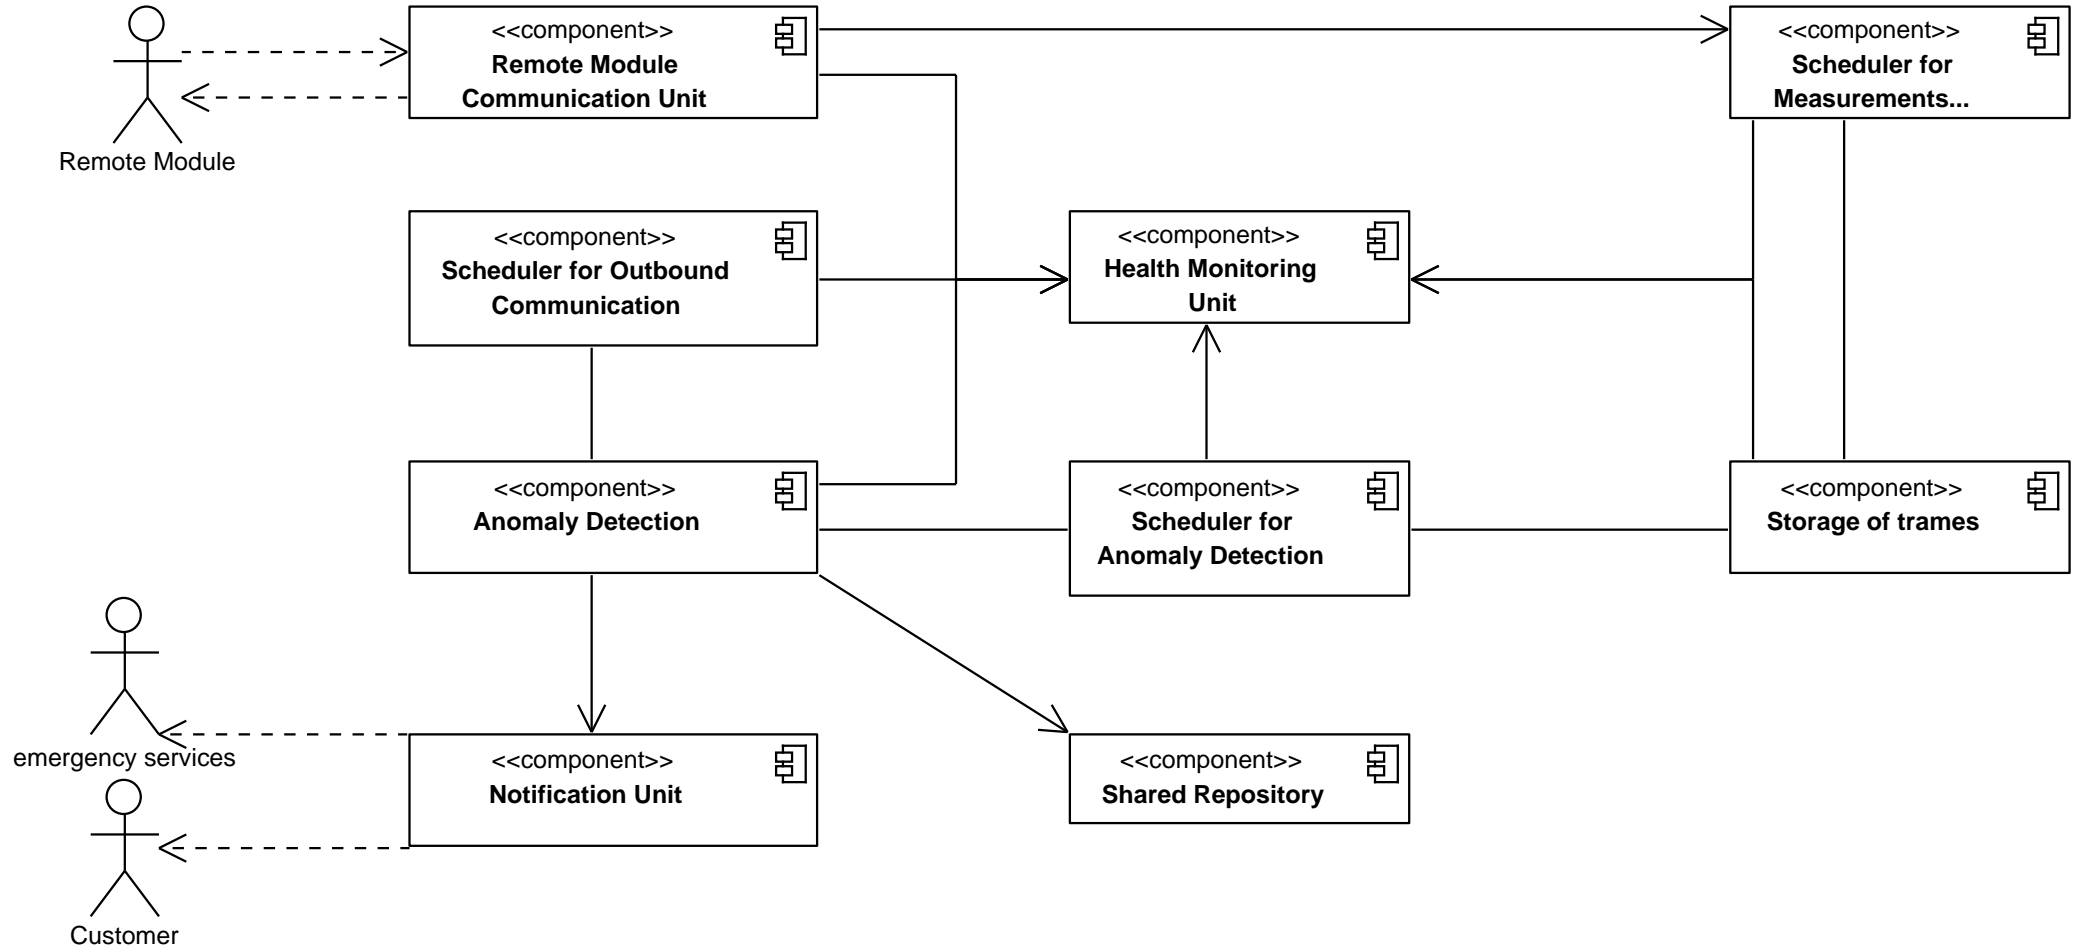 <<component>>
Remote Module
Communication Unit
<<component>>
Scheduler for
Measurements...
Remote Module
<<component>>
Scheduler for Outbound
Communication
<<component>>
Health Monitoring
Unit
<<component>>
Anomaly Detection
<<component>>
Scheduler for
Anomaly Detection
<<component>>
Storage of trames
emergency services
<<component>>
Notification Unit
<<component>>
Shared Repository
Customer